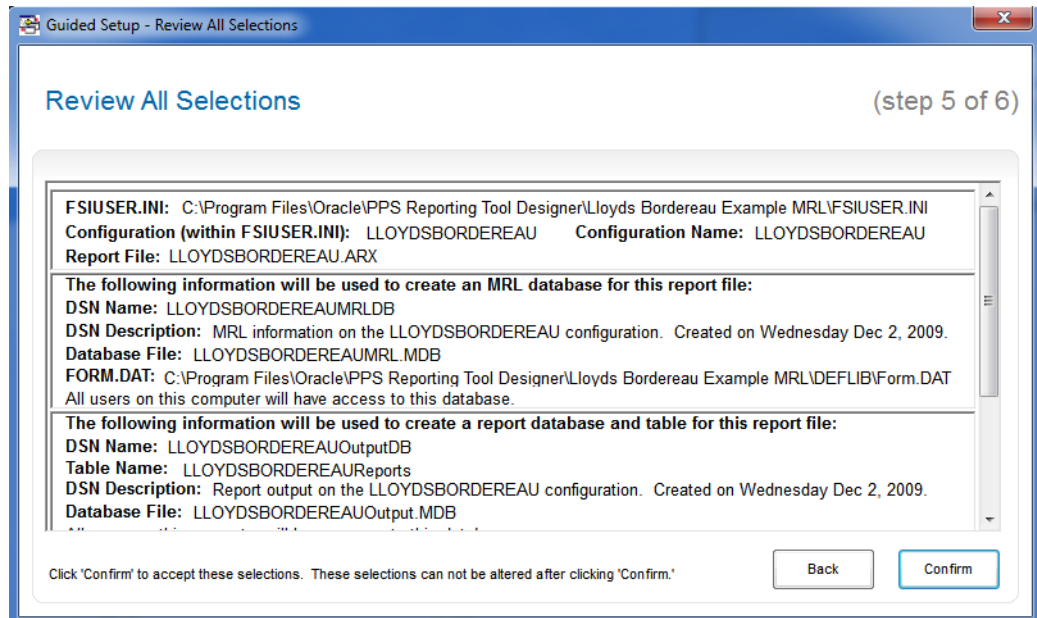 Guided Setup - Review All Selections
Review All Selections (step 5 of 6)
FSIUSER.INI: C:\Program Files\Oracle\PPS Reporting Tool Designer\Lloyds Bordereau Example MRL\FSIUSER.INI
Configuration (within FSIUSER.INI): LLOYDSBORDEREAU Configuration Name: LLOYDSBORDEREAU
Report File: LLOYDSBORDEREAU.ARX
The following information will be used to create an MRL database for this report file:
DSN Name: LLOYDSBORDEREAUMRLDB
DSN Description: MRL information on the LLOYDSBORDEREAU configuration. Created on Wednesday Dec 2, 2009.
Database File: LLOYDSBORDEREAUMRL.MDB
FORM.DAT: C:\Program Files\Oracle\PPS Reporting Tool Designer\Lloyds Bordereau Example MRL\DEFLIB\Form.DAT
All users on this computer will have access to this database.
The following information will be used to create a report database and table for this report file:
DSN Name: LLOYDSBORDEREAUOutputDB
Table Name: LLOYDSBORDEREAUReports
DSN Description: Report output on the LLOYDSBORDEREAU configuration. Created on Wednesday Dec 2, 2009.
Database File: LLOYDSBORDEREAUOutput.MDB
Click 'Confirm' to accept these selections. These selections can not be altered after clicking 'Confirm.'
Back Confirm